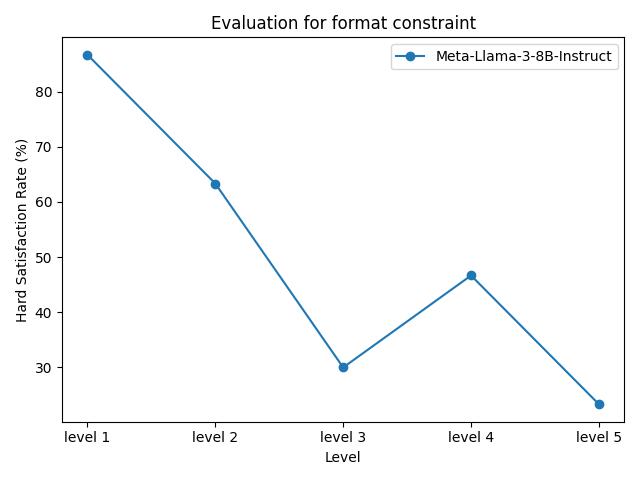 Evaluation for format constraint
Meta-Llama-3-8B-Instruct
Hard Satisfaction Rate (%)
80
70
60
50
40
30
level 1 level 2 level 3 level 4 level 5
Level